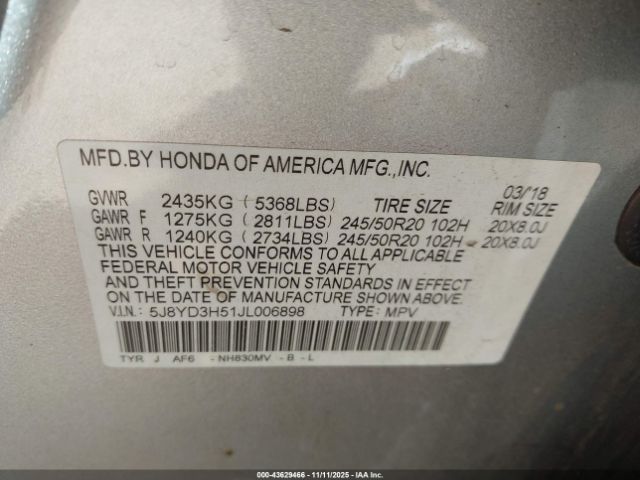 MFD.BY HONDA OF AMERICA MFG.,INC.
03/'18
GVWR 2435KG ( 5368LBS) TIRE SIZE RIM SIZE
GAWR F 1275KG ( 2811LBS) 245/50R20 102H 20X8.0J
GAWR R 1240KG ( 2734LBS) 245/50R20 102H 20X8.0J
THIS VEHICLE CONFORMS TO ALL APPLICABLE
FEDERAL MOTOR VEHICLE SAFETY
AND THEFT PREVENTION STANDARDS IN EFFECT
ON THE DATE OF MANUFACTURE SHOWN ABOVE.
V.I.N.: 5J8YD3H51JL006898 TYPE: MPV
TYR J AF6 -NH830MV -B -L
000-43629466 - 11/11/2025 - IAAI.COM